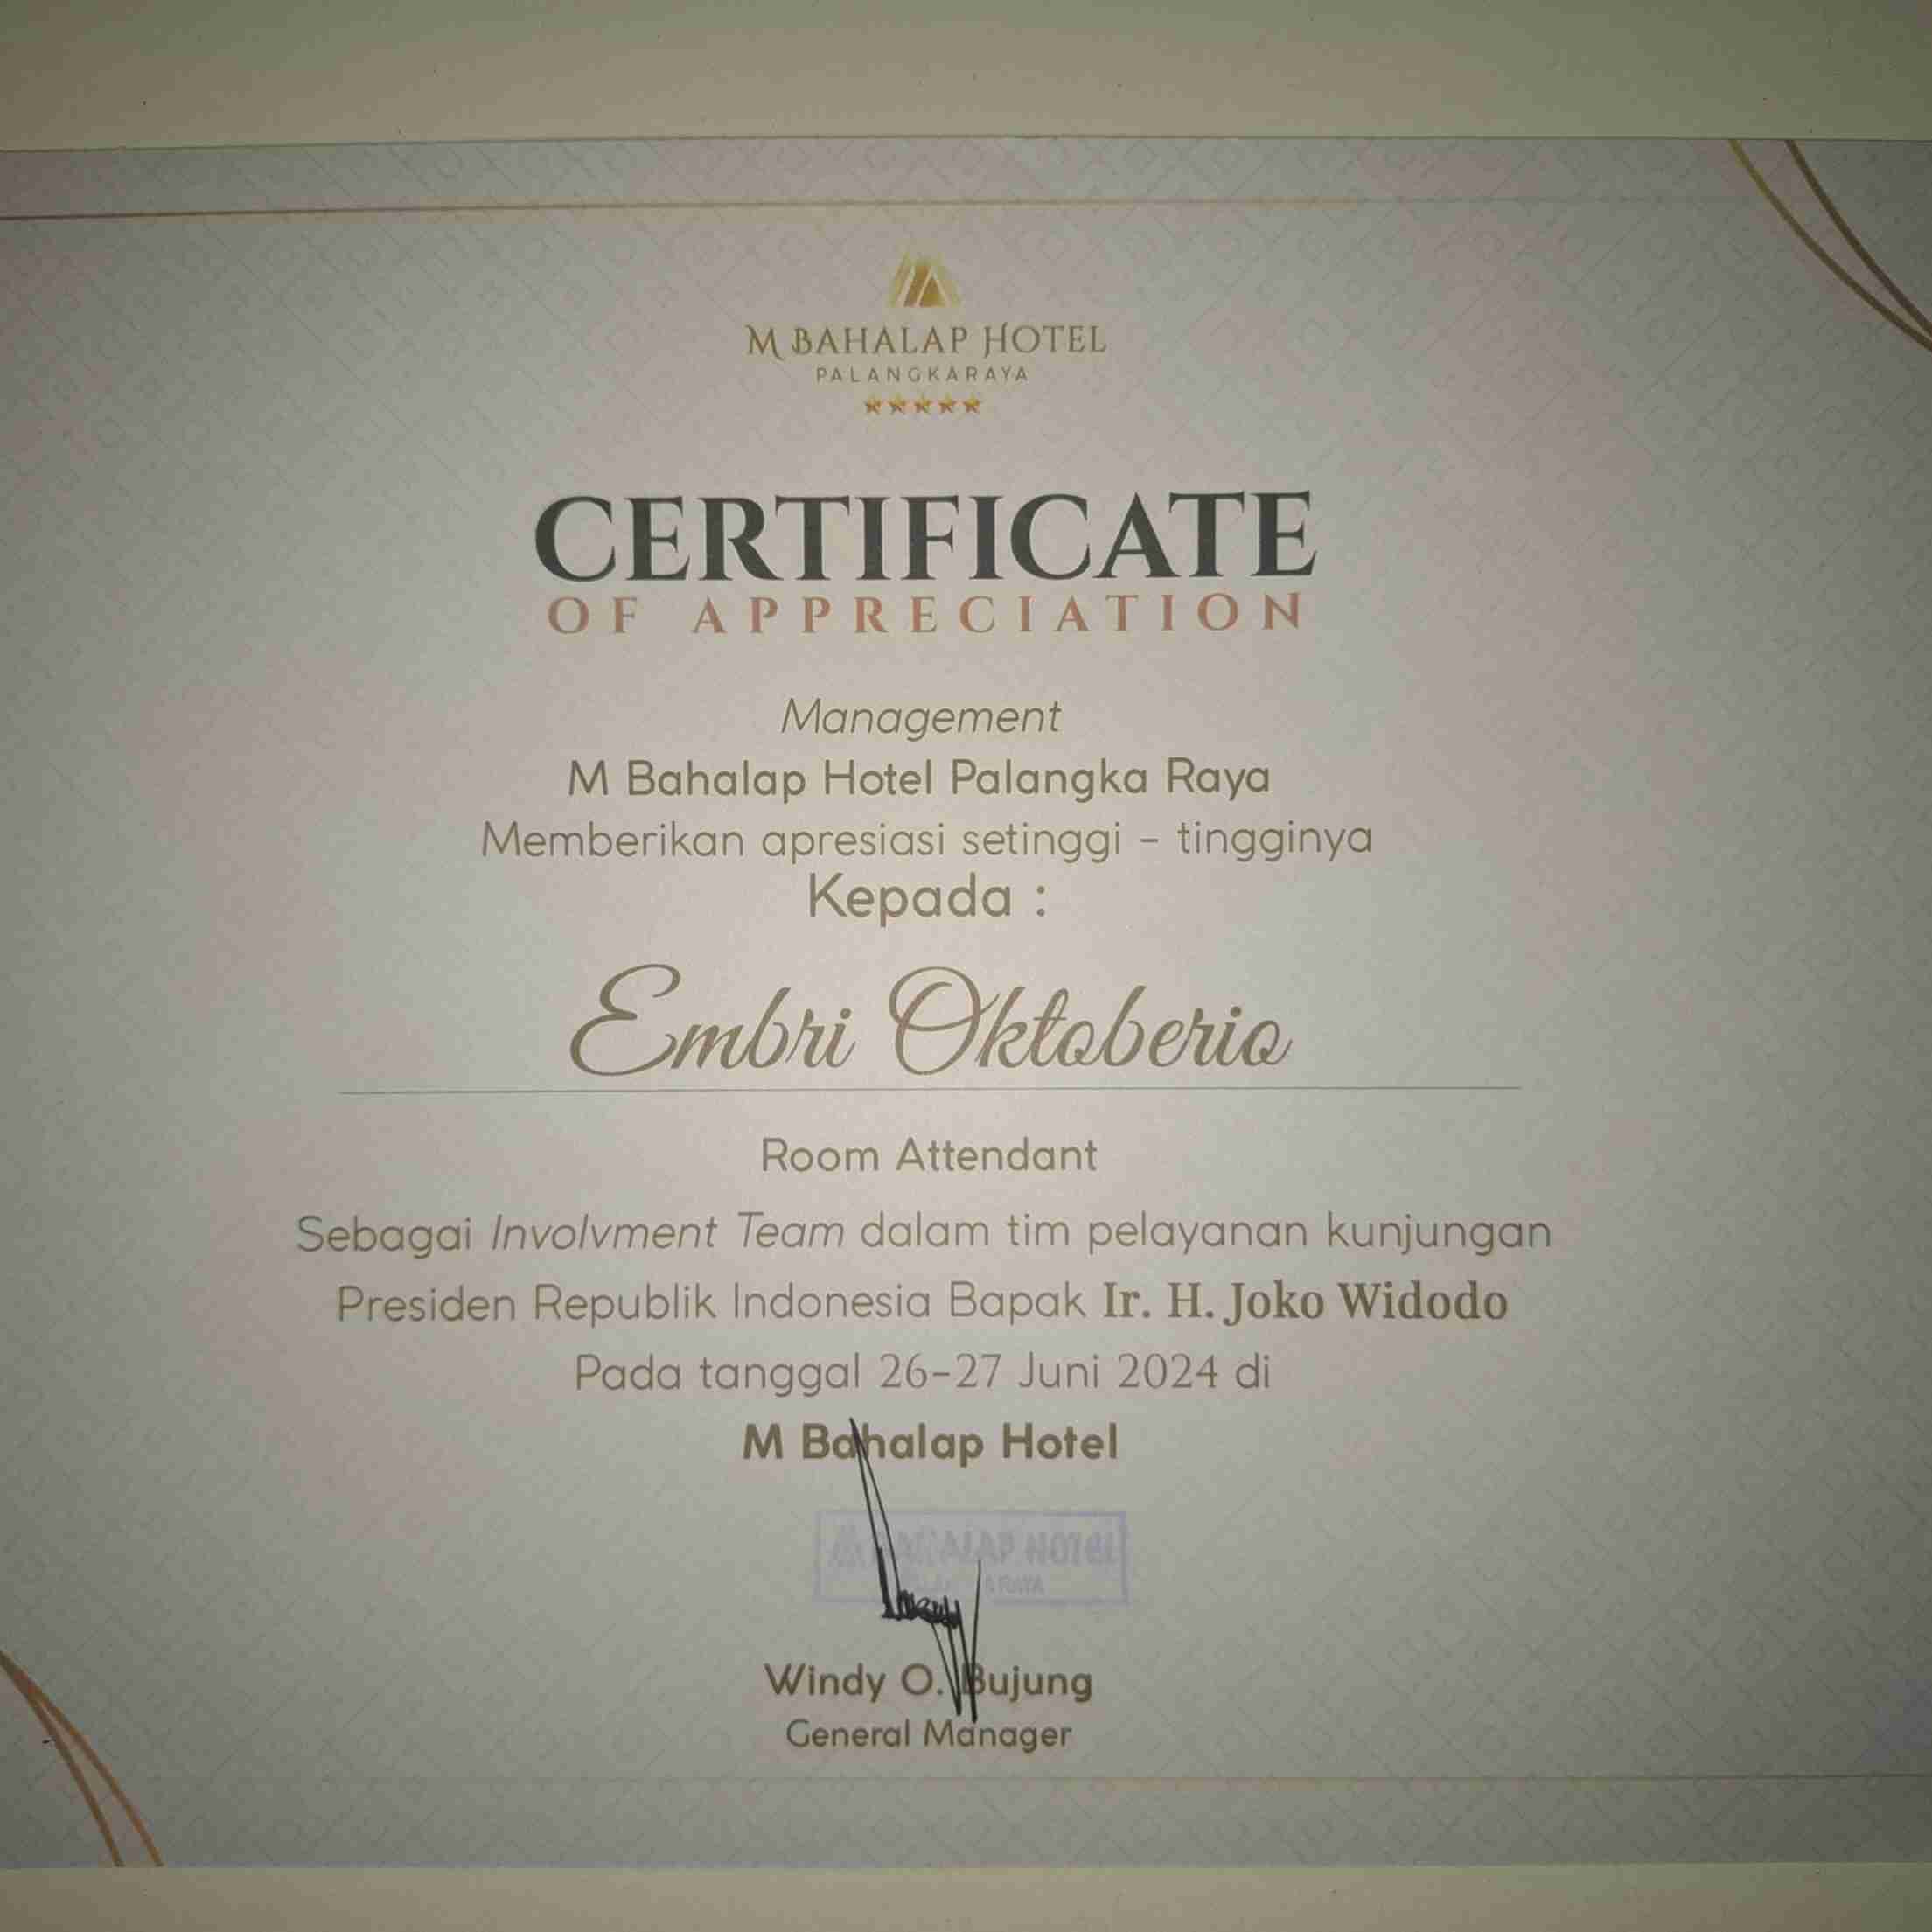 M BAHALAP HOTEL
PALANGKARAYA
CERTIFICATE
OF APPRECIATION
Management
M Bahalap Hotel Palangka Raya
Memberikan apresiasi setinggi - tingginya
Kepada :
Embri Oktoberio
Room Attendant
Sebagai Involvment Team dalam tim pelayanan kunjungan
Presiden Republik Indonesia Bapak Ir. H. Joko Widodo
Pada tanggal 26-27 Juni 2024 di
M Bahalap Hotel
HOTEL
RAYA
Windy O. Bujung
General Manager